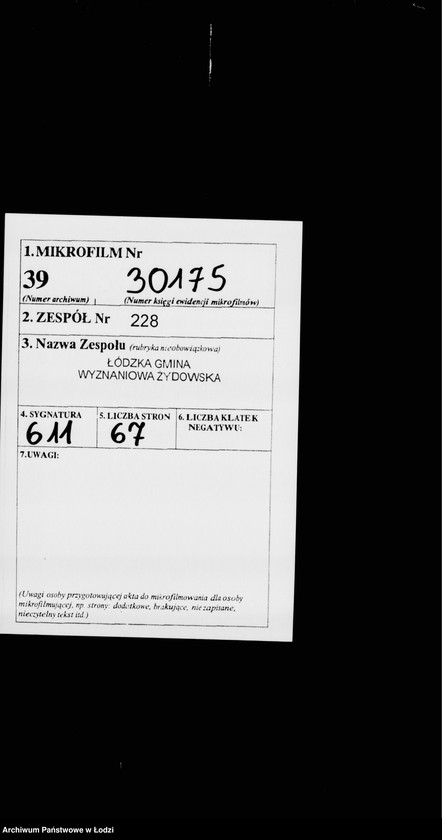 1. MIKROFILM Nr
39 30175
(Numer archiwum) (Numer księgi ewidencji mikrofilmów)
2. ZESPÓŁ Nr 228
3. Nazwa Zespołu (rubryka nieobowiązkowa)
ŁÓDZKA GMINA
WYZNANIOWA ŻYDOWSKA
4. SYGNATURA 5. LICZBA STRON 6. LICZBA KLATEK
NEGATYWU:
611 67
7. UWAGI:
(Uwagi osoby przygotowującej akta do mikrofilmowania dla osoby
mikrofilmującej, np. strony: dodatkowe, brakujące, nie zapisane,
nieczytelny tekst itd.)
Archiwum Państwowe w Łodzi